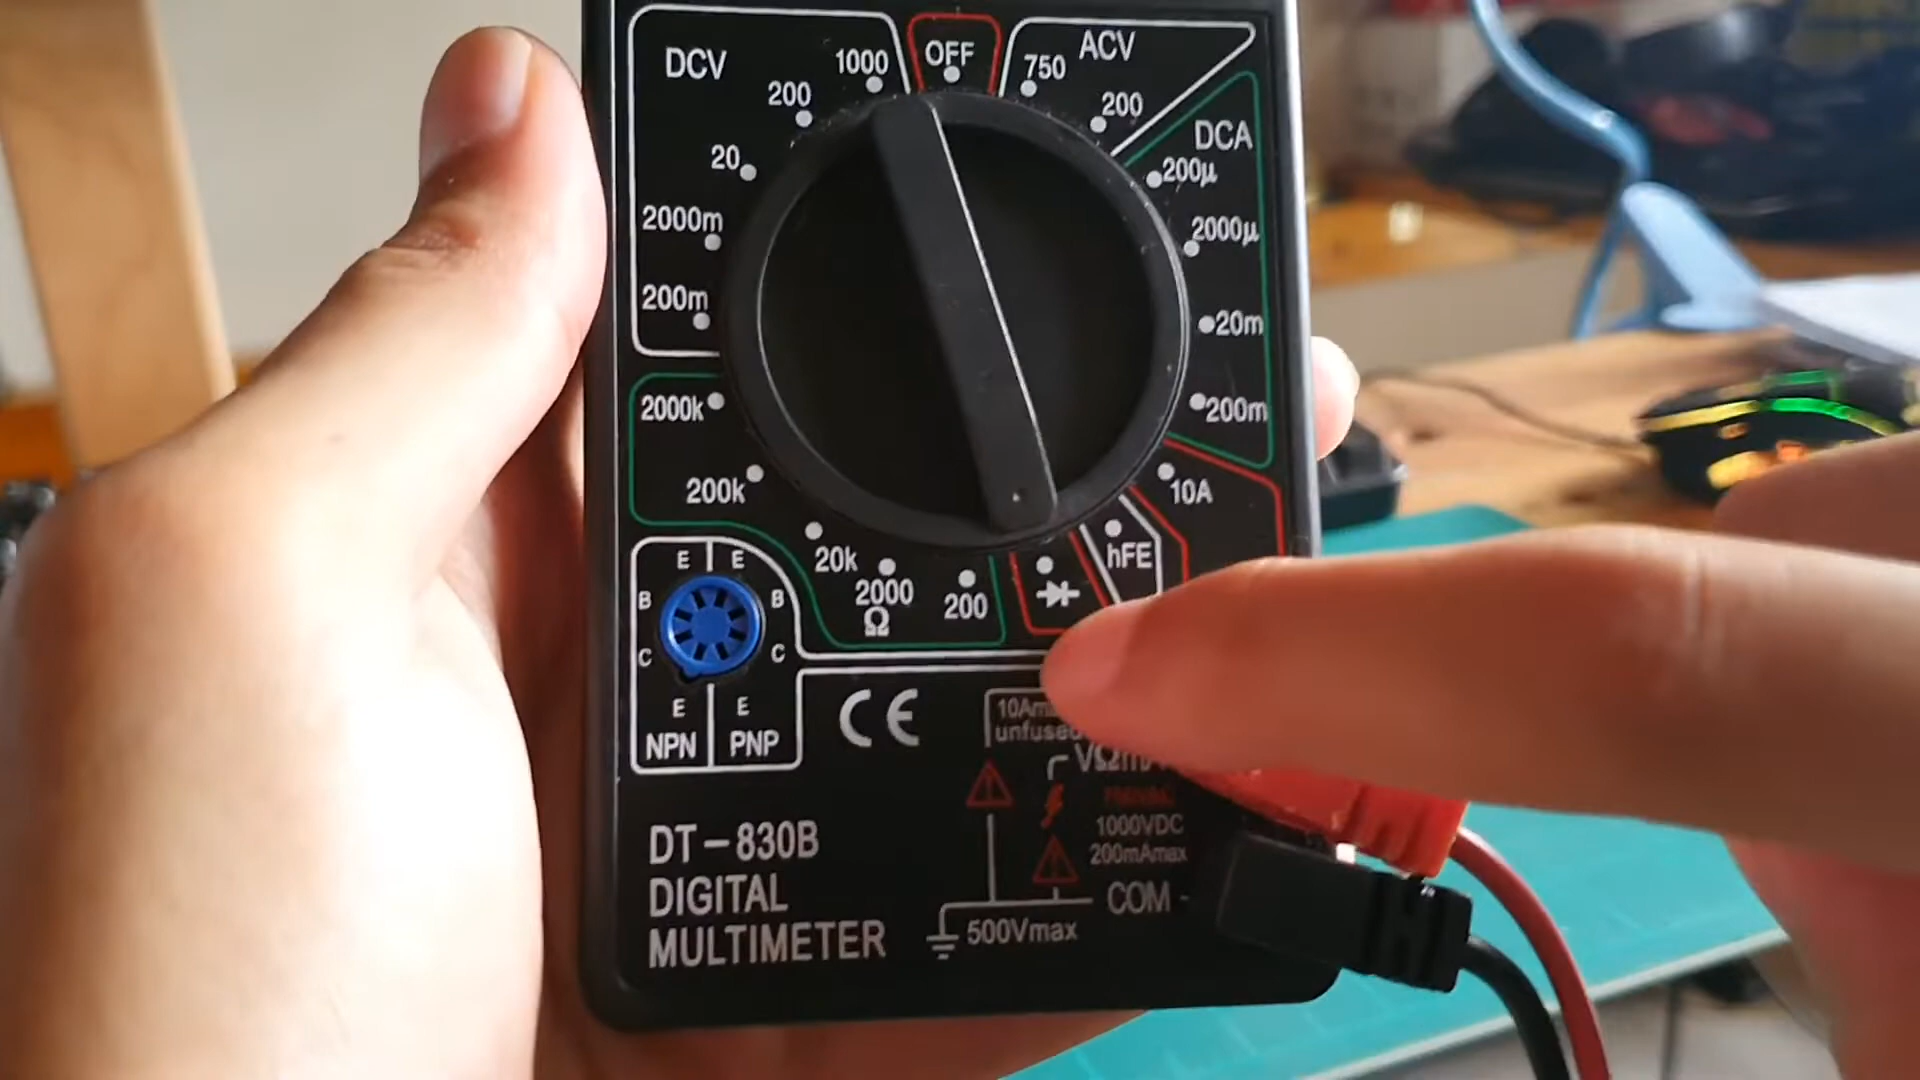 DCV
1000
OFF
750
ACV
200
200
20
DCA
200µ
2000m
2000µ
200m
20m
2000k
200m
200k
10A
20k
2000
Ω
200
hFE
E E
B B
C C
E E
NPN PNP
CE
unfused
DT-830B
DIGITAL
MULTIMETER
1000VDC
200mAmax
COM
500Vmax